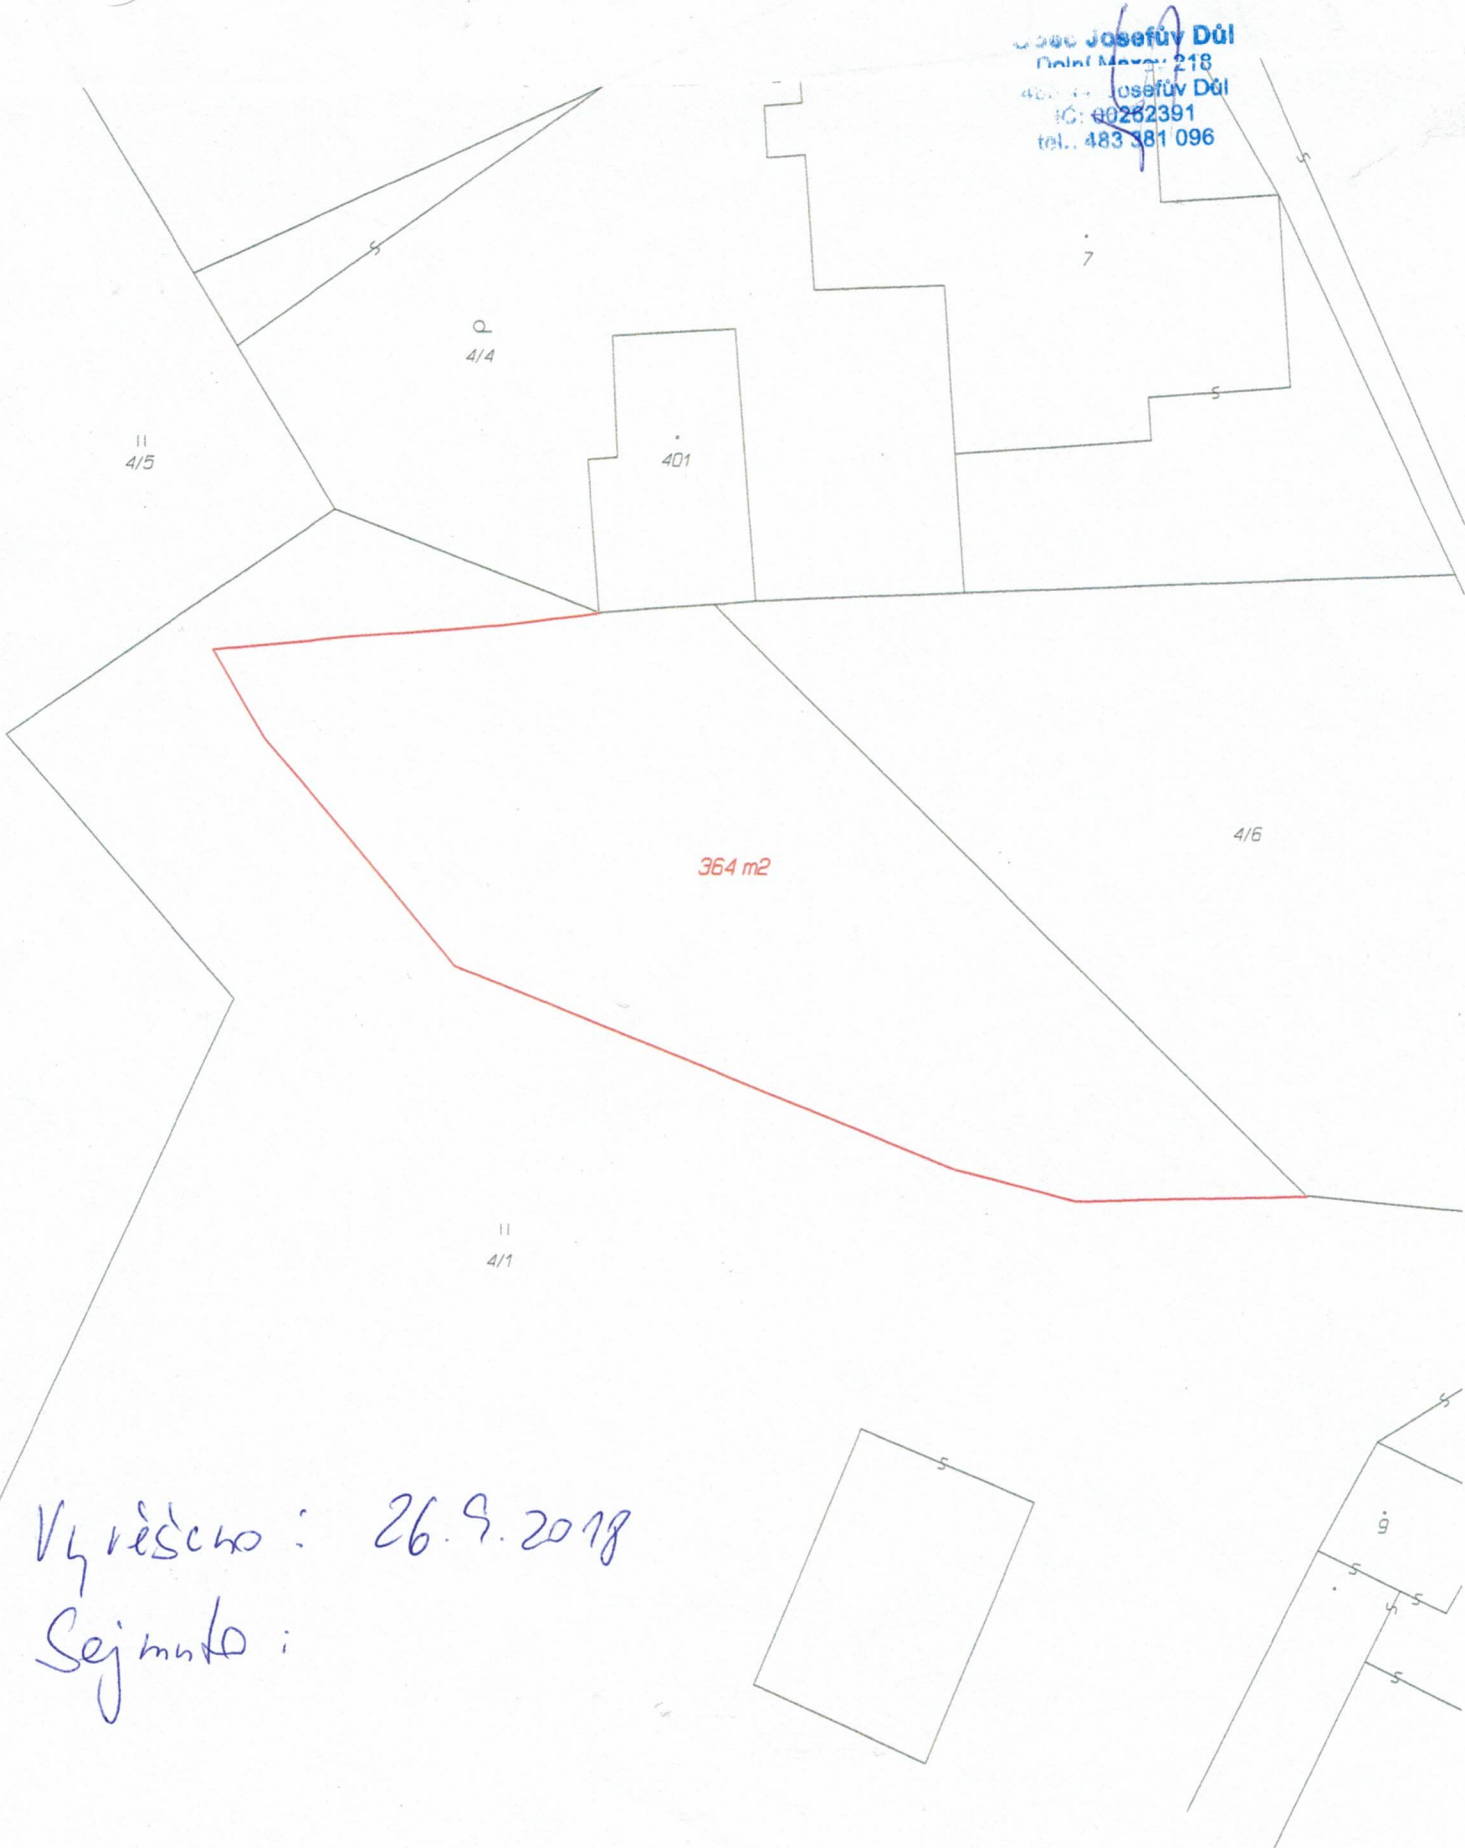 Josefův Důl
Dolní Maxov 218
Josefův Důl
IČ: 00262391
tel.: 483 381 096
7
4/4
401
4/5
4/6
364 m2
4/1
9
Vyvěšeno : 26.9.2018
Sejmuto :